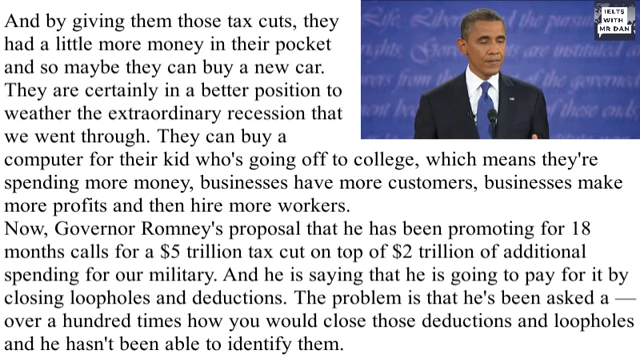 And by giving them those tax cuts, they
had a little more money in their pocket
and so maybe they can buy a new car.
They are certainly in a better position to
weather the extraordinary recession that
we went through. They can buy a
computer for their kid who's going off to college, which means they're
spending more money, businesses have more customers, businesses make
more profits and then hire more workers.
Now, Governor Romney's proposal that he has been promoting for 18
months calls for a $5 trillion tax cut on top of $2 trillion of additional
spending for our military. And he is saying that he is going to pay for it by
closing loopholes and deductions. The problem is that he's been asked a —
over a hundred times how you would close those deductions and loopholes
and he hasn't been able to identify them.
IELTS
WITH
MR DAN
Life, Liberty and the pursui